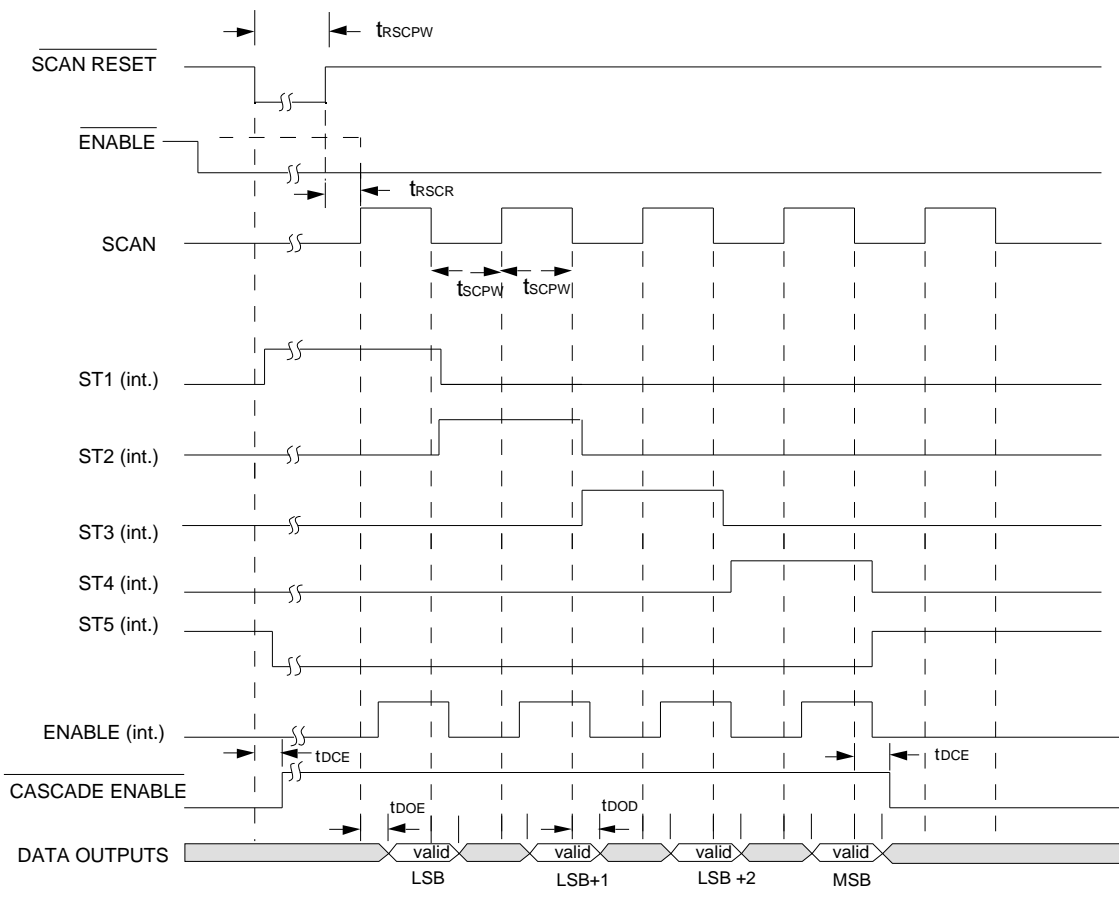 tRSCPW
SCAN RESET
ENABLE
tRSCR
SCAN
tSCPW tSCPW
ST1 (int.)
ST2 (int.)
ST3 (int.)
ST4 (int.)
ST5 (int.)
ENABLE (int.)
tDCE tDCE
CASCADE ENABLE
tDOE tDOD
DATA OUTPUTS valid valid valid valid
LSB LSB+1 LSB +2 MSB